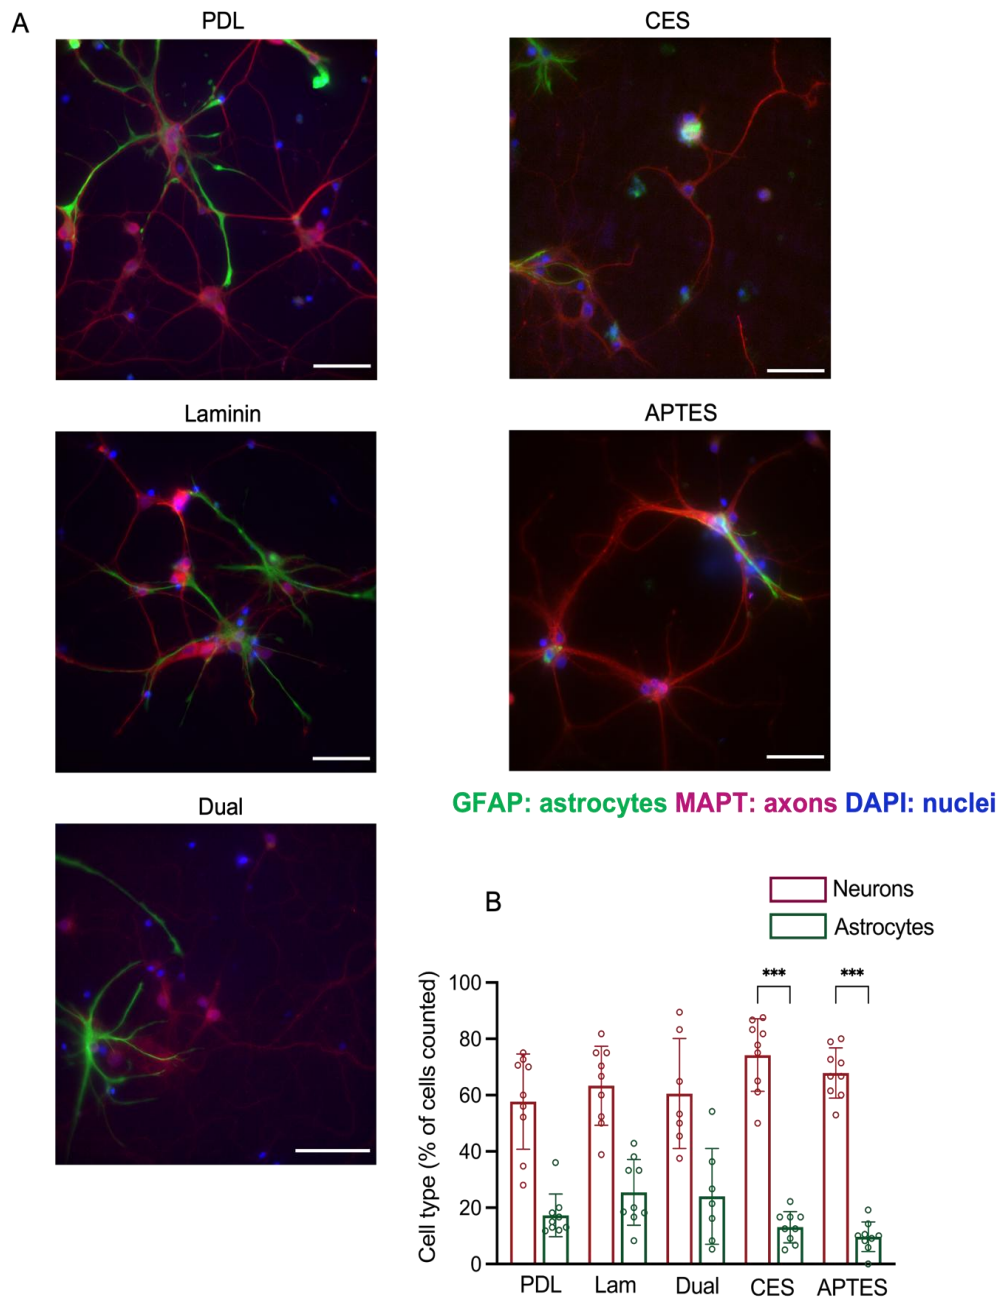 A
PDL
CES
Laminin
APTES
Dual
GFAP: astrocytes MAPT: axons DAPI: nuclei
B
Neurons
Astrocytes
Cell type (% of cells counted)
100
80
60
40
20
0
***
***
PDL
Lam
Dual
CES
APTES